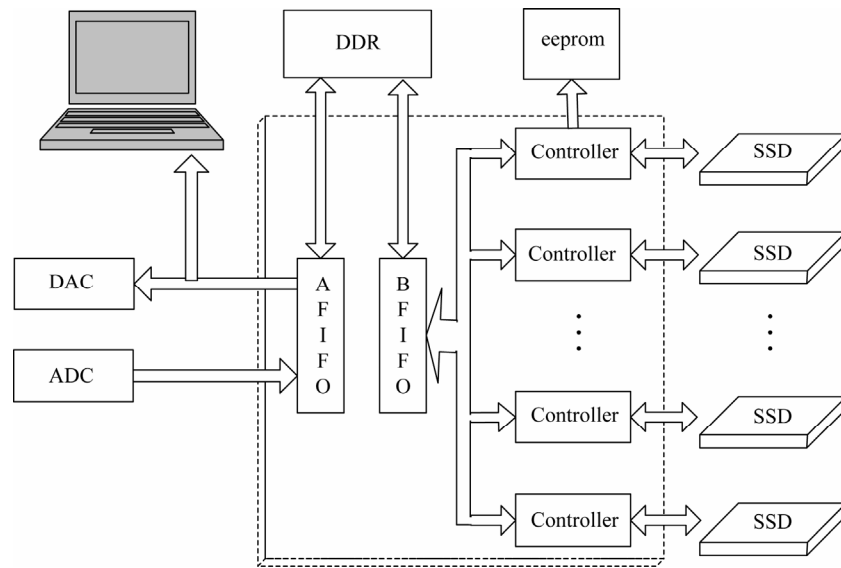 DDR
eeprom
Controller
SSD
Controller
SSD
DAC
A
F
I
F
O
B
F
I
F
O
ADC
Controller
SSD
Controller
SSD